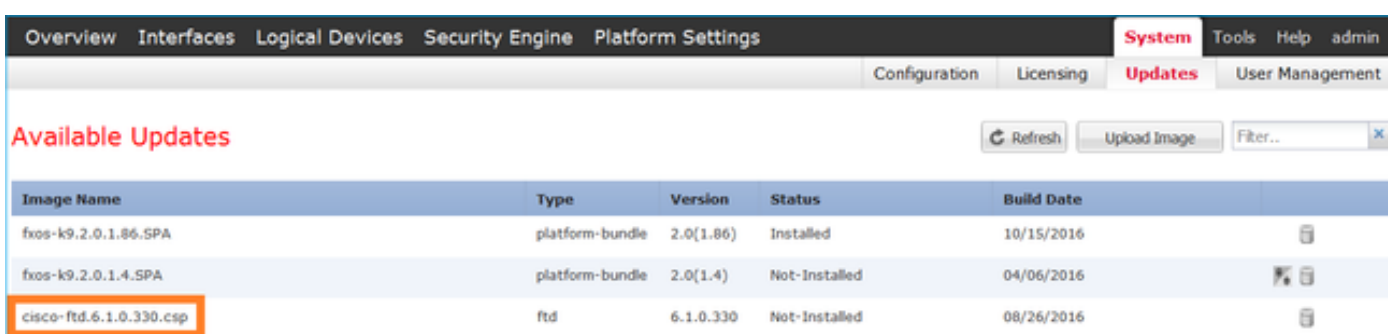 Overview Interfaces Logical Devices Security Engine Platform Settings System Tools Help admin
Configuration Licensing Updates User Management
Available Updates Refresh Upload Image Filter..
Image Name Type Version Status Build Date
fxos-k9.2.0.1.86.SPA platform-bundle 2.0(1.86) Installed 10/15/2016
fxos-k9.2.0.1.4.SPA platform-bundle 2.0(1.4) Not-Installed 04/06/2016
cisco-ftd.6.1.0.330.csp ftd 6.1.0.330 Not-Installed 08/26/2016